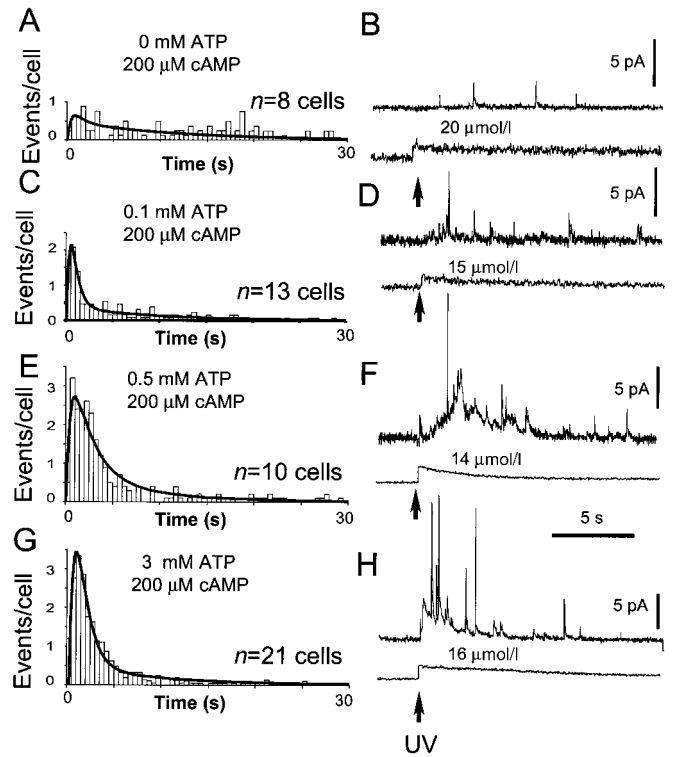 A
0 mM ATP
200 µM cAMP
n=8 cells
Events/cell
1
0
0
Time (s)
30
B
5 pA
20 µmol/l
C
0.1 mM ATP
200 µM cAMP
n=13 cells
Events/cell
2
1
0
0
Time (s)
30
D
5 pA
15 µmol/l
E
0.5 mM ATP
200 µM cAMP
n=10 cells
Events/cell
3
2
1
0
0
Time (s)
30
F
5 pA
14 µmol/l
5 s
G
3 mM ATP
200 µM cAMP
n=21 cells
Events/cell
3
2
1
0
0
Time (s)
30
H
5 pA
16 µmol/l
UV